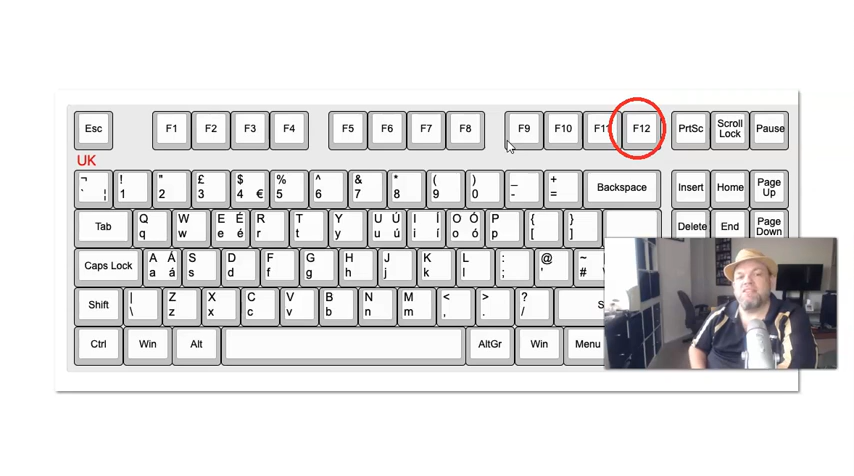 Esc F1 F2 F3 F4 F5 F6 F7 F8 F9 F10 F11 F12 PrtSc Scroll Lock Pause
UK
¬ ! " £ $ % ^ & * ( ) _ +
` ¦ 1 2 3 4 € 5 6 7 8 9 0 - = Backspace Insert Home Page Up
Q W E É R T Y U Ú I Í O Ó P { }
Tab q w e é r t y u ú i í o ó p [ ] Delete End Page Down
A Á S D F G H J K L : @ ~
Caps Lock a á s d f g h j k l ; ' #
| Z X C V B N M < > ?
Shift \ z x c v b n m , . / S
Ctrl Win Alt AltGr Win Menu